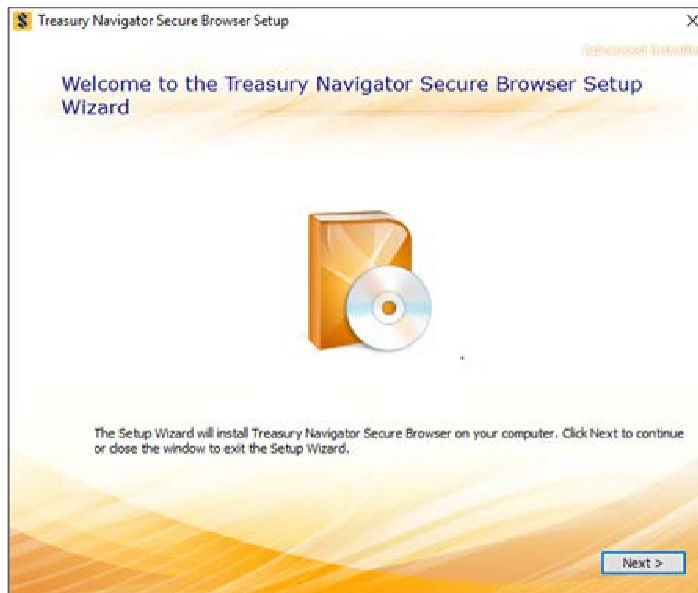 Treasury Navigator Secure Browser Setup
Welcome to the Treasury Navigator Secure Browser Setup
Wizard
The Setup Wizard will install Treasury Navigator Secure Browser on your computer. Click Next to continue
or close the window to exit the Setup Wizard.
Next >